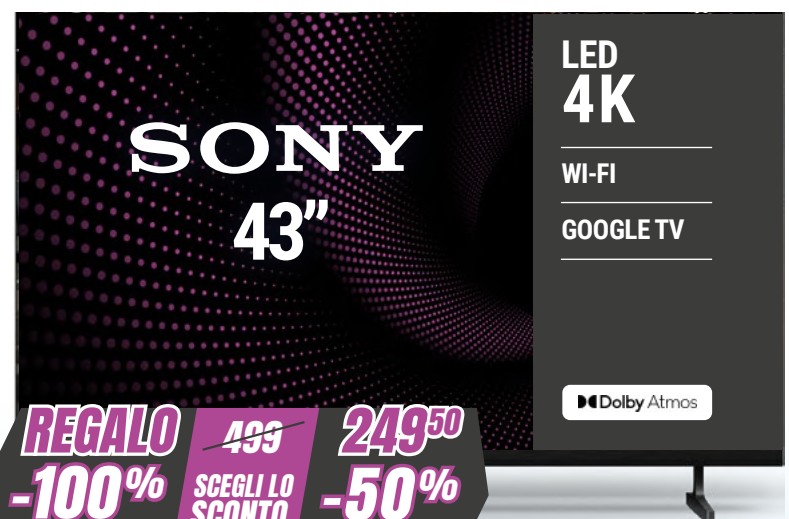 SONY
43”
LED
4K
WI-FI
GOOGLE TV
Dolby Atmos
REGALO
-100%
499
SCEGLI LO
SCONTO
249⁵⁰
-50%